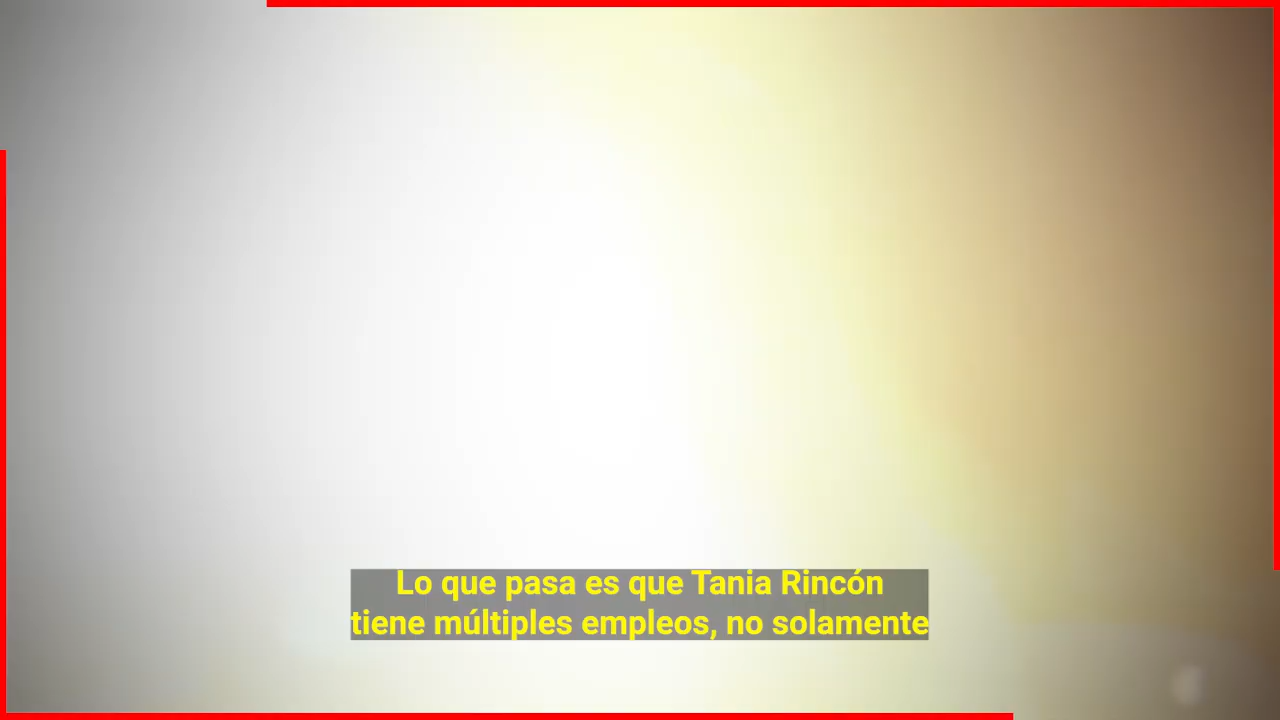 Lo que pasa es que Tania Rincón
tiene múltiples empleos, no solamente